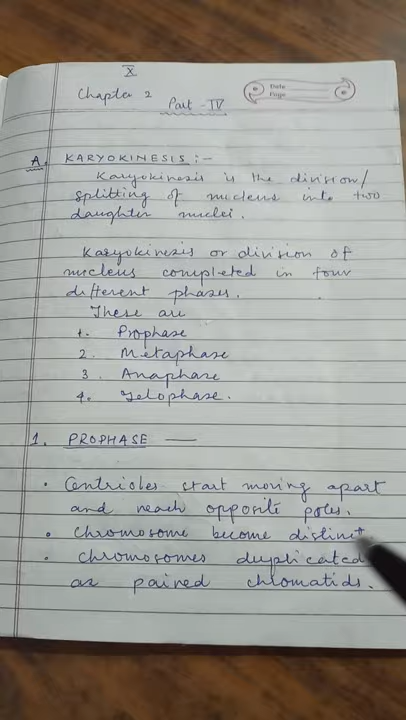 X
Chapter 2
Part - IV
Date
Page
A. KARYOKINESIS :-
Karyokinesis is the division/
splitting of nucleus into two
daughter nuclei.
Karyokinesis or division of
nucleus completed in four
different phases.
These are
1. Prophase
2. Metaphase
3. Anaphase
4. Telophase.
1. PROPHASE —
• Centrioles start moving apart
and reach opposite poles.
• Chromosome become distinct
• Chromosomes duplicated
as paired chromatids.